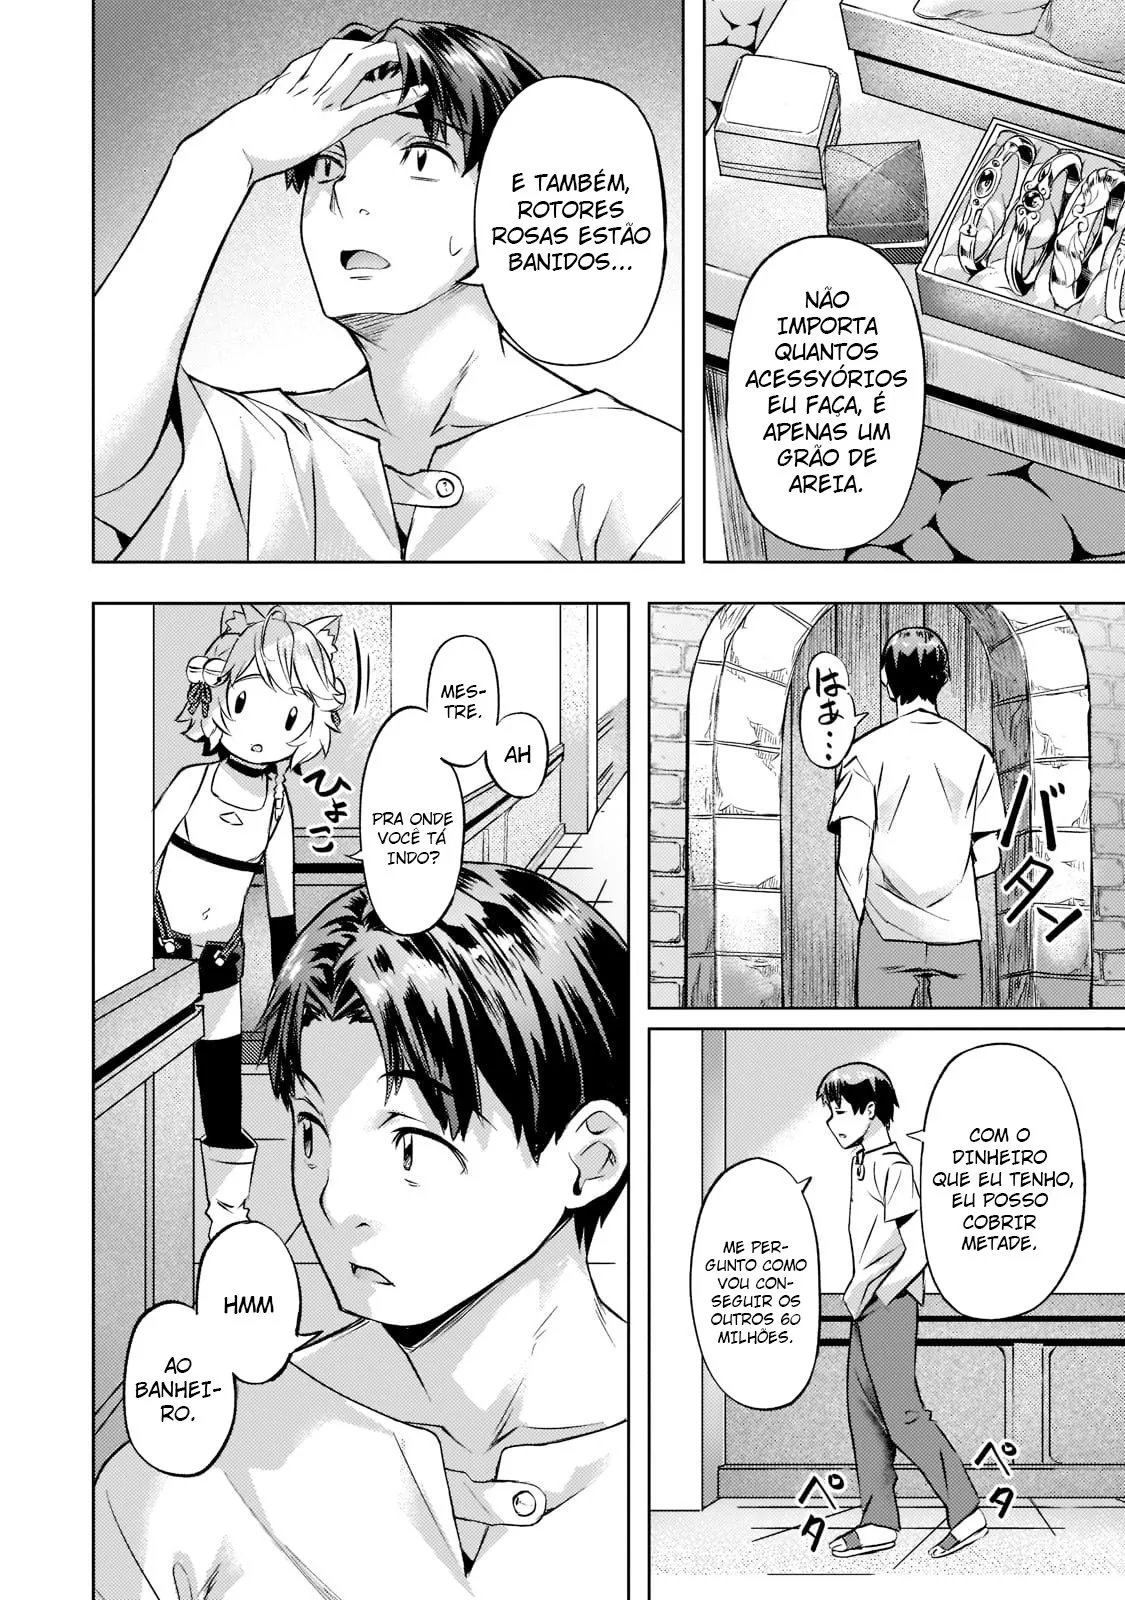 NÃO
IMPORTA
QUANTOS
ACESSYÓRIOS
EU FAÇA, É
APENAS UM
GRÃO DE
AREIA.
E TAMBÉM,
ROTORES
ROSAS ESTÃO
BANIDOS...
はあ...
バタン
COM O
DINHEIRO
QUE EU TENHO,
EU POSSO
COBRIR
METADE.
ME PER-
GUNTO COMO
VOU CON-
SEGUIR OS
OUTROS 60
MILHÕES.
ペタ
ペタ
MES-
TRE.
AH
PRA ONDE
VOCÊ TÁ
INDO?
ひょこ
HMM
AO
BANHEI-
RO.